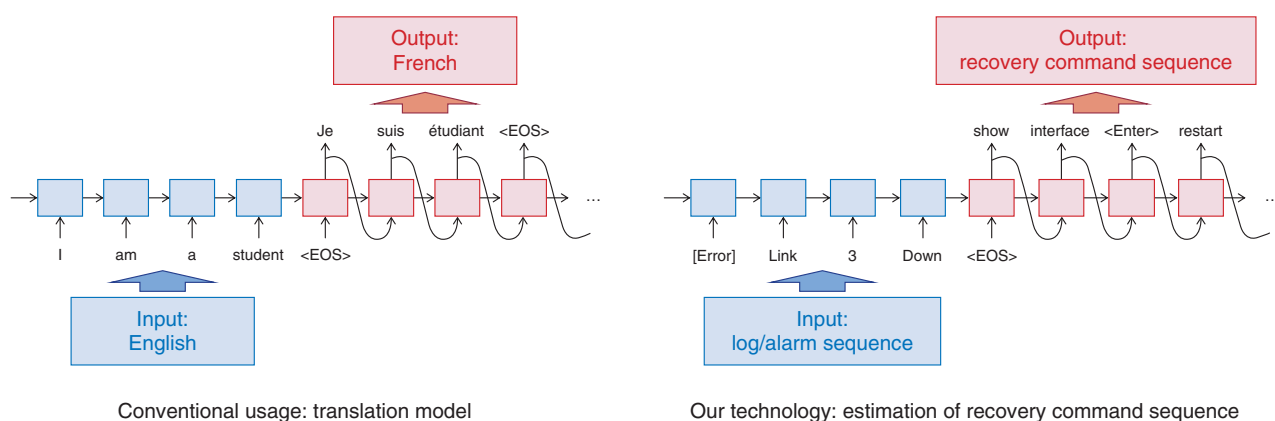 Output:
French
Je suis étudiant <EOS>
...
I am a student <EOS>
Input:
English
Conventional usage: translation model
Output:
recovery command sequence
show interface <Enter> restart
...
[Error] Link 3 Down <EOS>
Input:
log/alarm sequence
Our technology: estimation of recovery command sequence